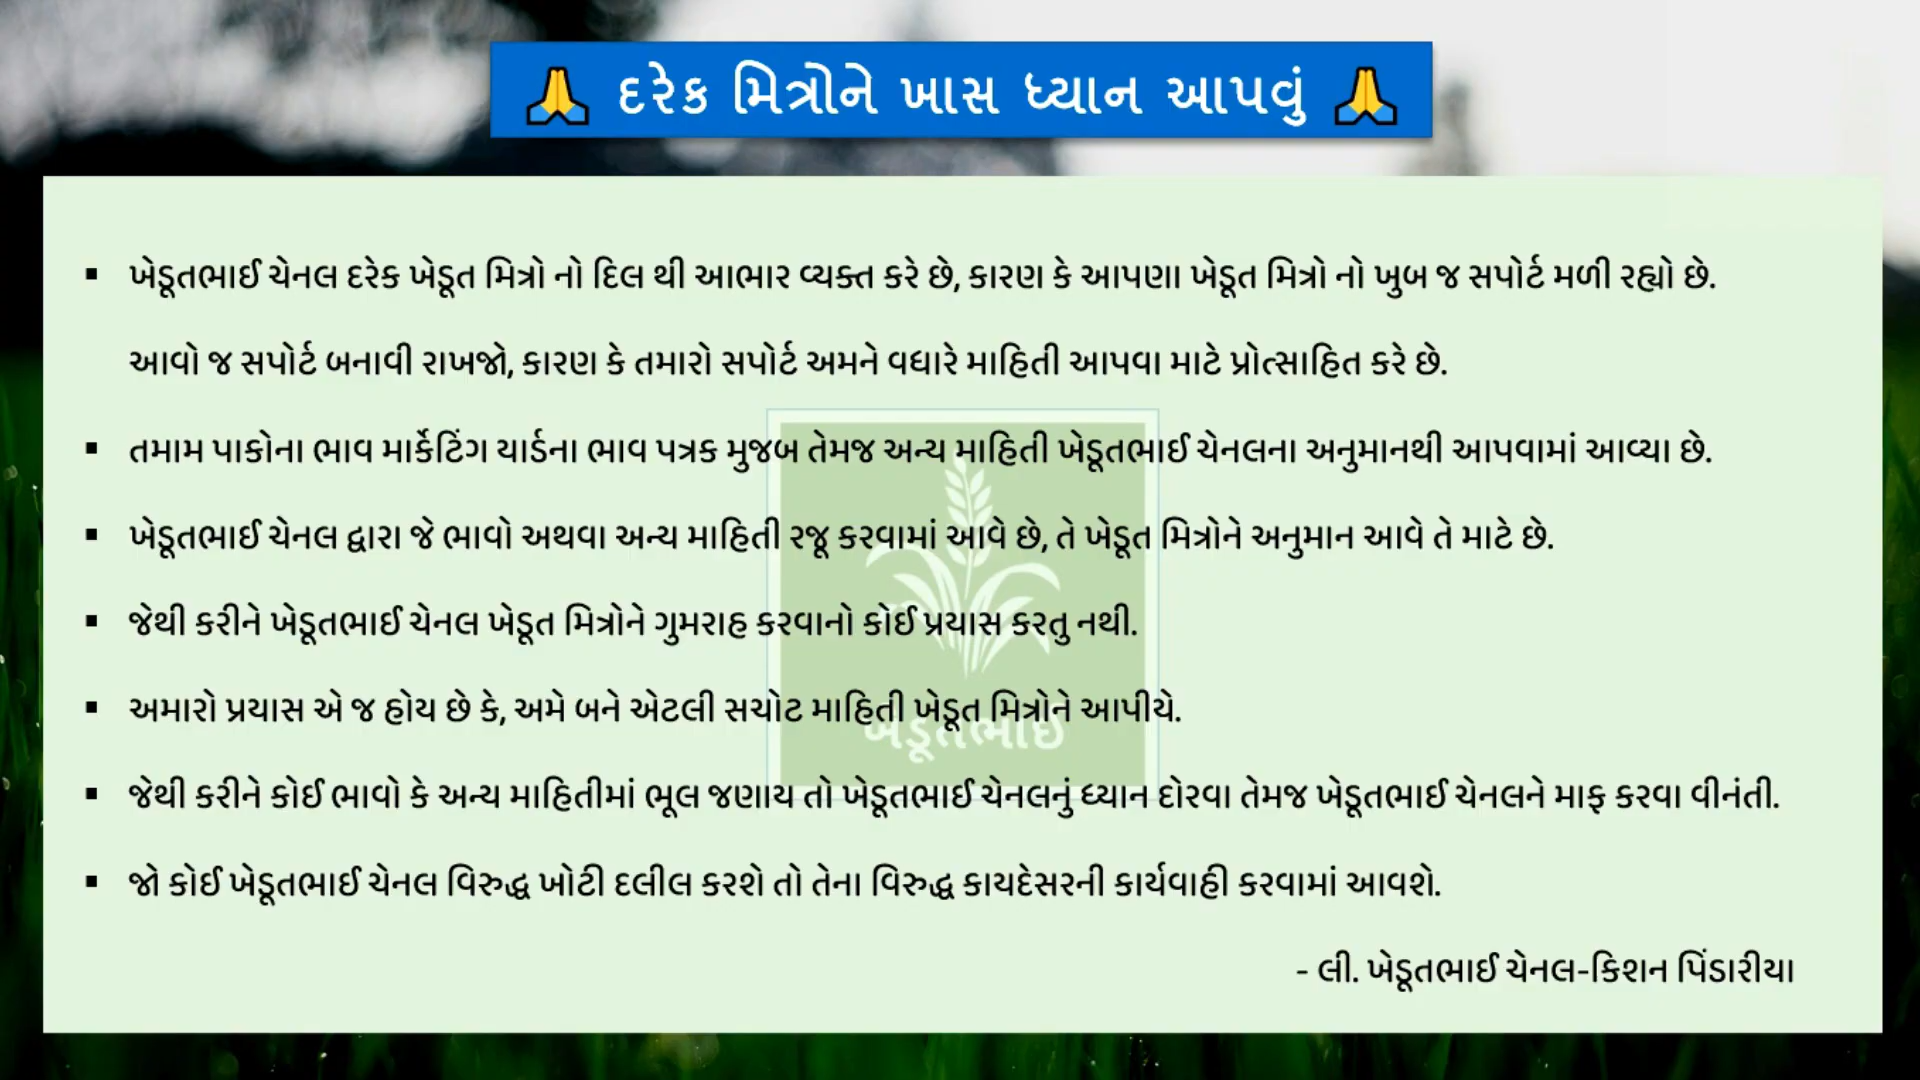 🙏 દરેક મિત્રોને ખાસ ધ્યાન આપવું 🙏
▪ ખેડૂતભાઈ ચેનલ દરેક ખેડૂત મિત્રો નો દિલ થી આભાર વ્યક્ત કરે છે, કારણ કે આપણા ખેડૂત મિત્રો નો ખુબ જ સપોર્ટ મળી રહ્યો છે.
આવો જ સપોર્ટ બનાવી રાખજો, કારણ કે તમારો સપોર્ટ અમને વધારે માહિતી આપવા માટે પ્રોત્સાહિત કરે છે.
▪ તમામ પાકોના ભાવ માર્કેટિંગ યાર્ડના ભાવ પત્રક મુજબ તેમજ અન્ય માહિતી ખેડૂતભાઈ ચેનલના અનુમાનથી આપવામાં આવ્યા છે.
▪ ખેડૂતભાઈ ચેનલ દ્વારા જે ભાવો અથવા અન્ય માહિતી રજૂ કરવામાં આવે છે, તે ખેડૂત મિત્રોને અનુમાન આવે તે માટે છે.
▪ જેથી કરીને ખેડૂતભાઈ ચેનલ ખેડૂત મિત્રોને ગુમરાહ કરવાનો કોઈ પ્રયાસ કરતુ નથી.
▪ અમારો પ્રયાસ એ જ હોય છે કે, અમે બને એટલી સચોટ માહિતી ખેડૂત મિત્રોને આપીયે.
ખેડૂતભાઈ
▪ જેથી કરીને કોઈ ભાવો કે અન્ય માહિતીમાં ભૂલ જણાય તો ખેડૂતભાઈ ચેનલનું ધ્યાન દોરવા તેમજ ખેડૂતભાઈ ચેનલને માફ કરવા વીનંતી.
▪ જો કોઈ ખેડૂતભાઈ ચેનલ વિરુદ્ધ ખોટી દલીલ કરશે તો તેના વિરુદ્ધ કાયદેસરની કાર્યવાહી કરવામાં આવશે.
- લી. ખેડૂતભાઈ ચેનલ-કિશન પિંડારીયા